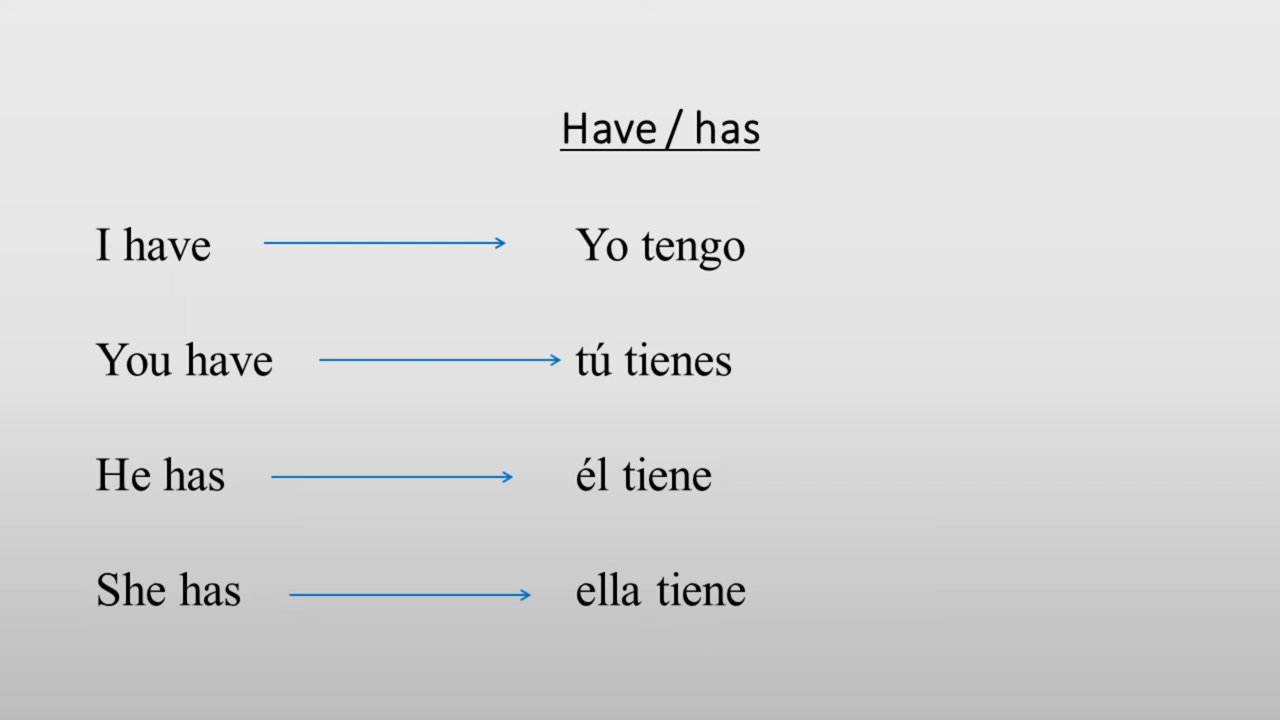 Have / has
I have Yo tengo
You have tú tienes
He has él tiene
She has ella tiene